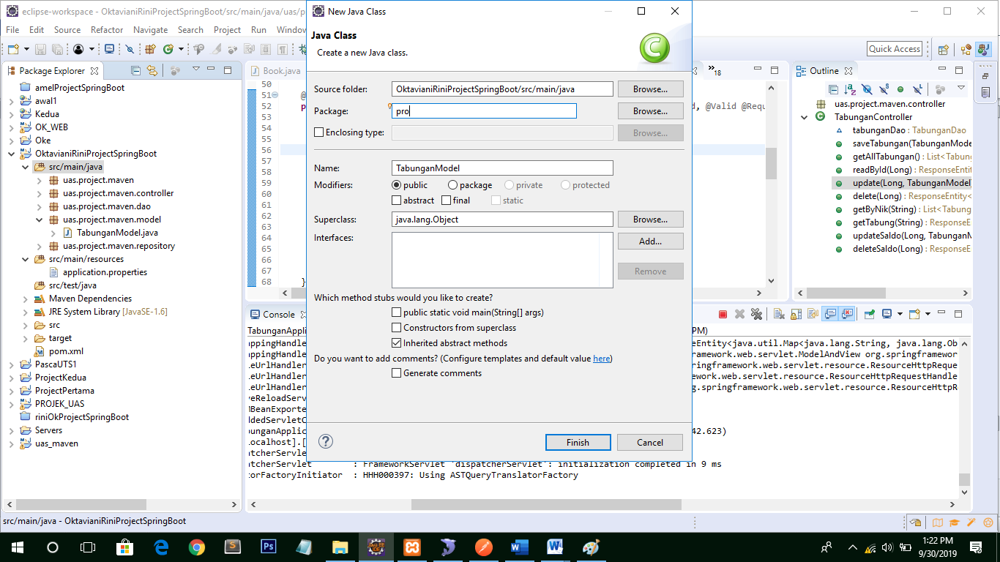 eclipse-workspace - OktavianiRiniProjectSpringBoot/src/main/java/uas/p
File Edit Source Refactor Navigate Search Project Run Window
Quick Access
Package Explorer
amelProjectSpringBoot
awal1
Kedua
OK_WEB
Oke
OktavianiRiniProjectSpringBoot
src/main/java
uas.project.maven
uas.project.maven.controller
uas.project.maven.dao
uas.project.maven.model
TabunganModel.java
uas.project.maven.repository
src/main/resources
application.properties
src/test/java
Maven Dependencies
JRE System Library [JavaSE-1.6]
src
target
pom.xml
PascaUTS1
ProjectKedua
ProjectPertama
PROJEK_UAS
riniOkProjectSpringBoot
Servers
uas_maven
Book.java
18
50
51 @
52 p d, @Valid @Requ
53
54
55
56
57
58
59
60
61
62
63
64
65
66
67
68 }
New Java Class
Java Class
Create a new Java class.
Source folder: OktavianiRiniProjectSpringBoot/src/main/java Browse...
Package: pro Browse...
Enclosing type: Browse...
Name: TabunganModel
Modifiers: public package private protected
abstract final static
Superclass: java.lang.Object Browse...
Interfaces: Add...
Remove
Which method stubs would you like to create?
public static void main(String[] args)
Constructors from superclass
Inherited abstract methods
Do you want to add comments? (Configure templates and default value here)
Generate comments
Finish Cancel
Outline
uas.project.maven.controller
TabunganController
tabunganDao : TabunganDao
saveTabungan(TabunganMode
getAllTabungan() : List<Tabung
readById(Long) : ResponseEntit
update(Long, TabunganModel
delete(Long) : ResponseEntity<
getByNik(String) : List<Tabung
getTabung(String) : ResponseE
updateSaldo(Long, TabunganM
deleteSaldo(Long) : ResponseE
Console
TabunganAppli PM)
appingHandle eEntity<java.util.Map<java.lang.String, java.lang.Ob
appingHandle ramework.web.servlet.ModelAndView org.springframewor
eUrlHandler ringframework.web.servlet.resource.ResourceHttpReque
eUrlHandler ramework.web.servlet.resource.ResourceHttpRequestHandle
eUrlHandler g.springframework.web.servlet.resource.ResourceHttpR
veReloadServ
MBeanExporte
ddedServletC
bunganApplic 42.623)
localhost].[
atcherServle
atcherServlet : FrameworkServlet 'dispatcherServlet': initialization completed in 9 ms
torFactoryInitiator : HHH000397: Using ASTQueryTranslatorFactory
src/main/java - OktavianiRiniProjectSpringBoot
1:22 PM
9/30/2019